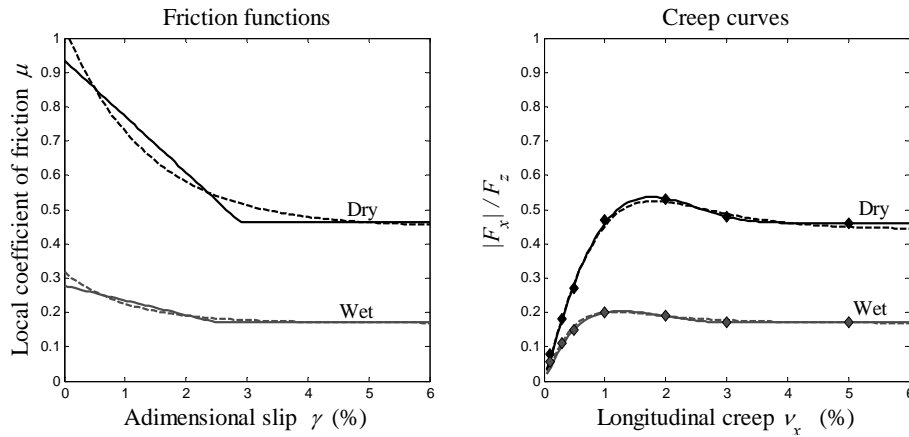 Friction functions
Local coefficient of friction μ
1
0.9
0.8
0.7
0.6
0.5
0.4
0.3
0.2
0.1
0
Dry
Wet
0 1 2 3 4 5 6
Adimensional slip γ (%)
Creep curves
|F_x| / F_z
1
0.9
0.8
0.7
0.6
0.5
0.4
0.3
0.2
0.1
0
Dry
Wet
0 1 2 3 4 5 6
Longitudinal creep ν_x (%)